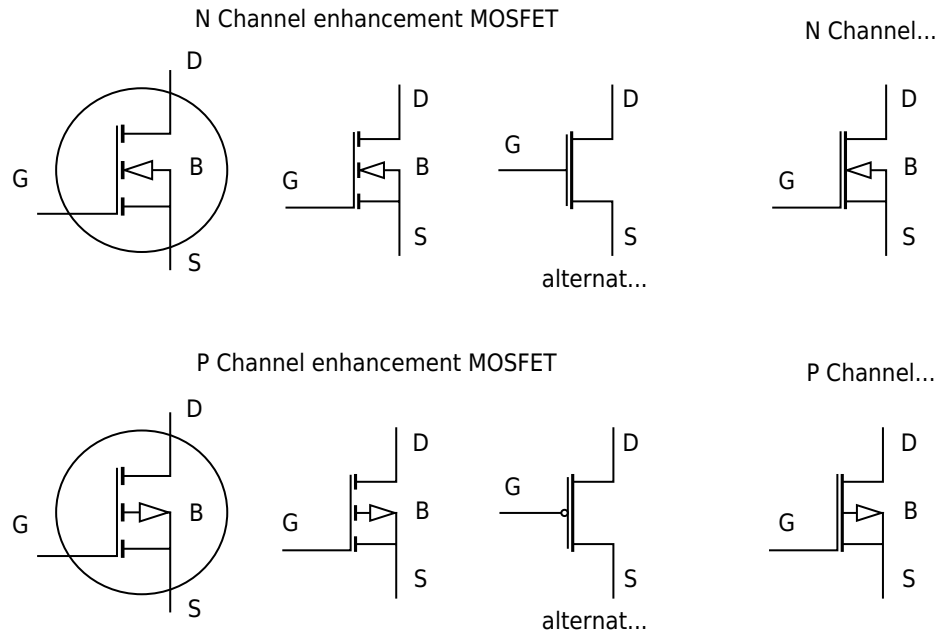 N Channel enhancement MOSFET
N Channel...
D
G
B
S
D
G
B
S
D
G
S
alternat...
D
G
B
S
P Channel enhancement MOSFET
P Channel...
D
G
B
S
D
G
B
S
D
G
S
alternat...
D
G
B
S